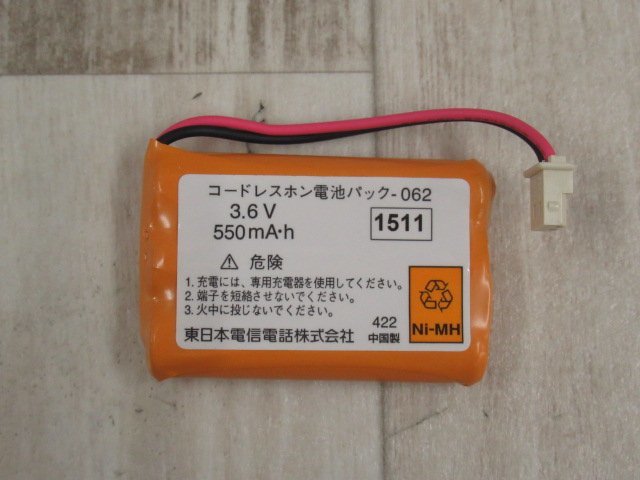 コードレスホン電池パック-062
3.6V
550mA·h
1511
⚠ 危険
1. 充電には、専用充電器を使用してください。
2. 端子を短絡させないでください。
3. 火中に投じないでください。
東日本電信電話株式会社
422
中国製
Ni-MH